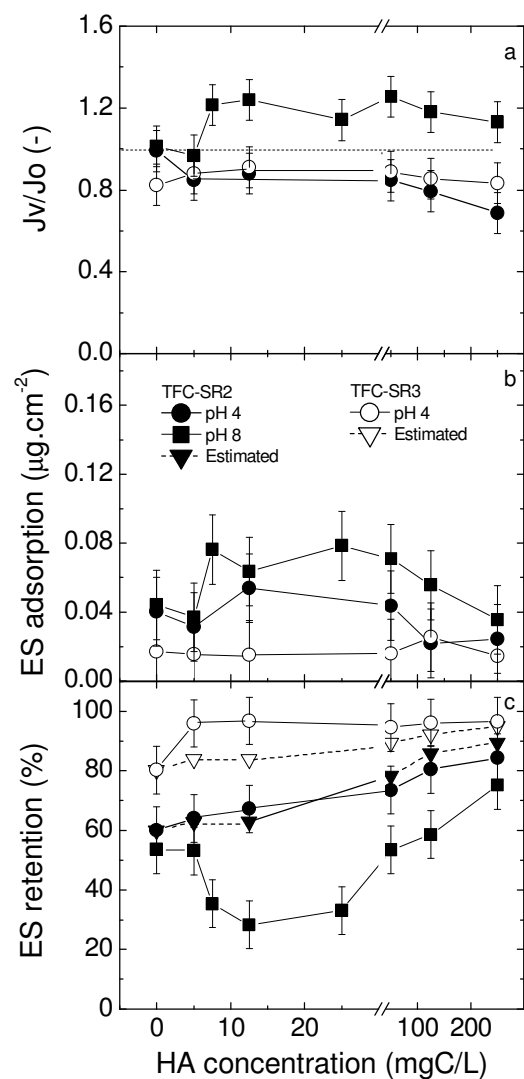 a
1.6
1.2
0.8
0.4
0.0
Jv/Jo (-)
b
0.16
0.12
0.08
0.04
0.00
ES adsorption (μg.cm⁻²)
TFC-SR2
pH 4
pH 8
Estimated
TFC-SR3
pH 4
Estimated
c
100
80
60
40
20
0
ES retention (%)
0 10 20 100 200
HA concentration (mgC/L)